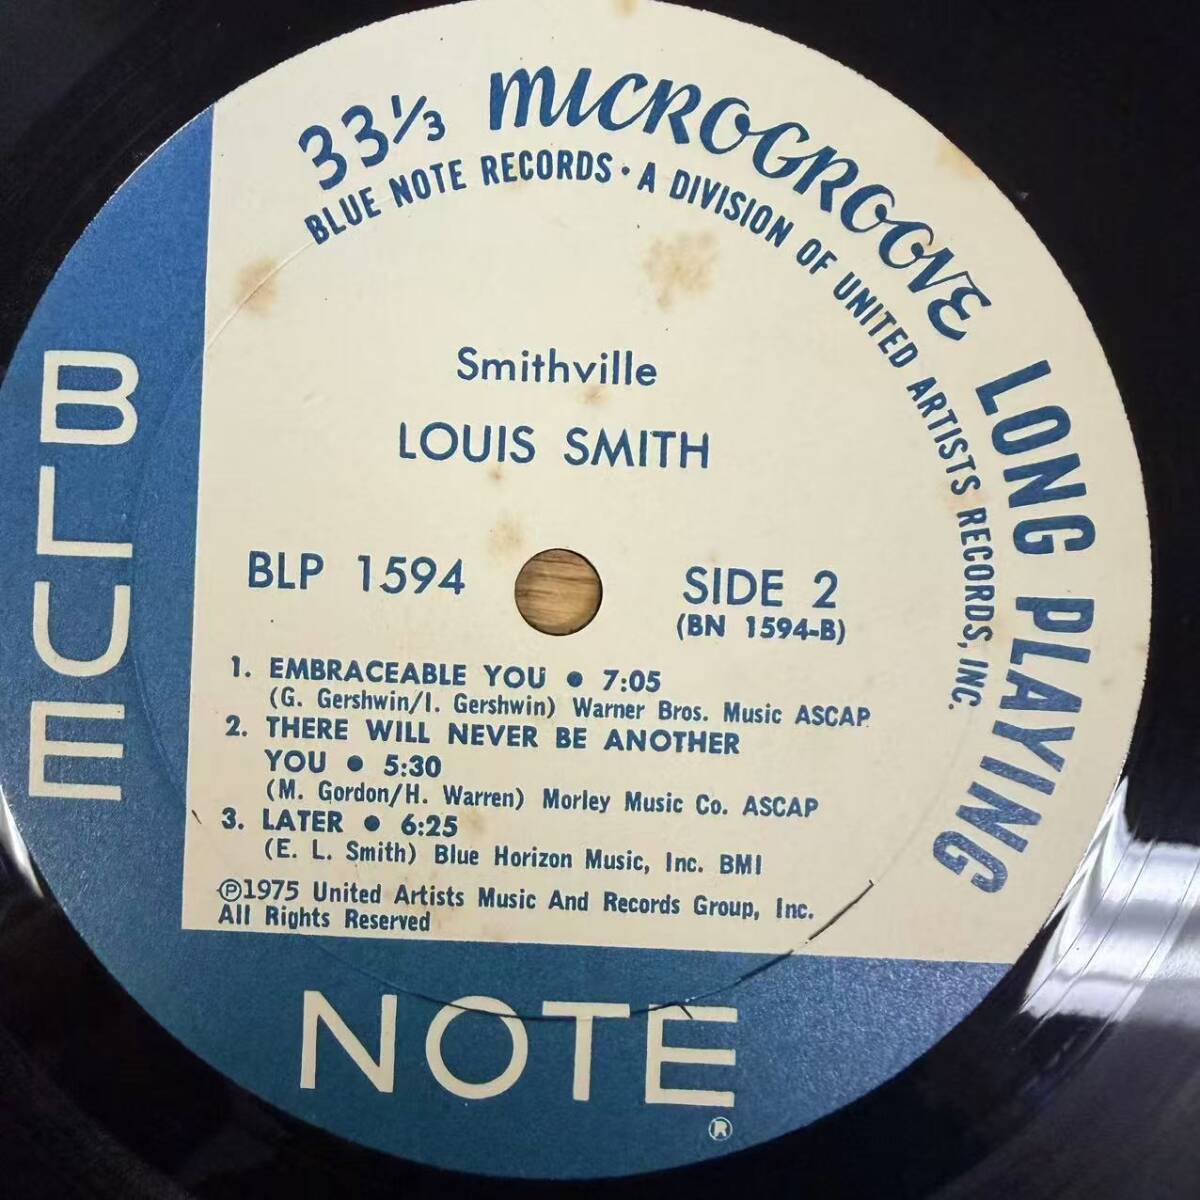 33 1/3 MICROGROOVE LONG PLAYING
BLUE NOTE RECORDS • A DIVISION OF UNITED ARTISTS RECORDS, INC.
Smithville
LOUIS SMITH
BLP 1594
SIDE 2
(BN 1594-B)
1. EMBRACEABLE YOU ● 7:05
(G. Gershwin/I. Gershwin) Warner Bros. Music ASCAP
2. THERE WILL NEVER BE ANOTHER
YOU ● 5:30
(M. Gordon/H. Warren) Morley Music Co. ASCAP
3. LATER ● 6:25
(E. L. Smith) Blue Horizon Music, Inc. BMI
℗1975 United Artists Music And Records Group, Inc.
All Rights Reserved
BLUE
NOTE
®